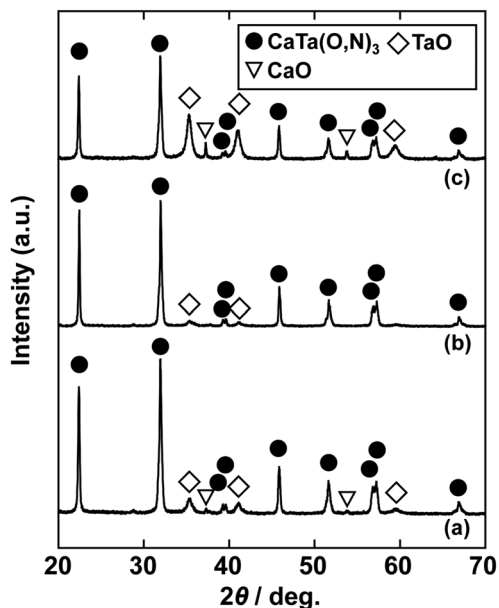 CaTa(O,N)₃ TaO
CaO
(c)
(b)
(a)
Intensity (a.u.)
20 30 40 50 60 70
2θ / deg.